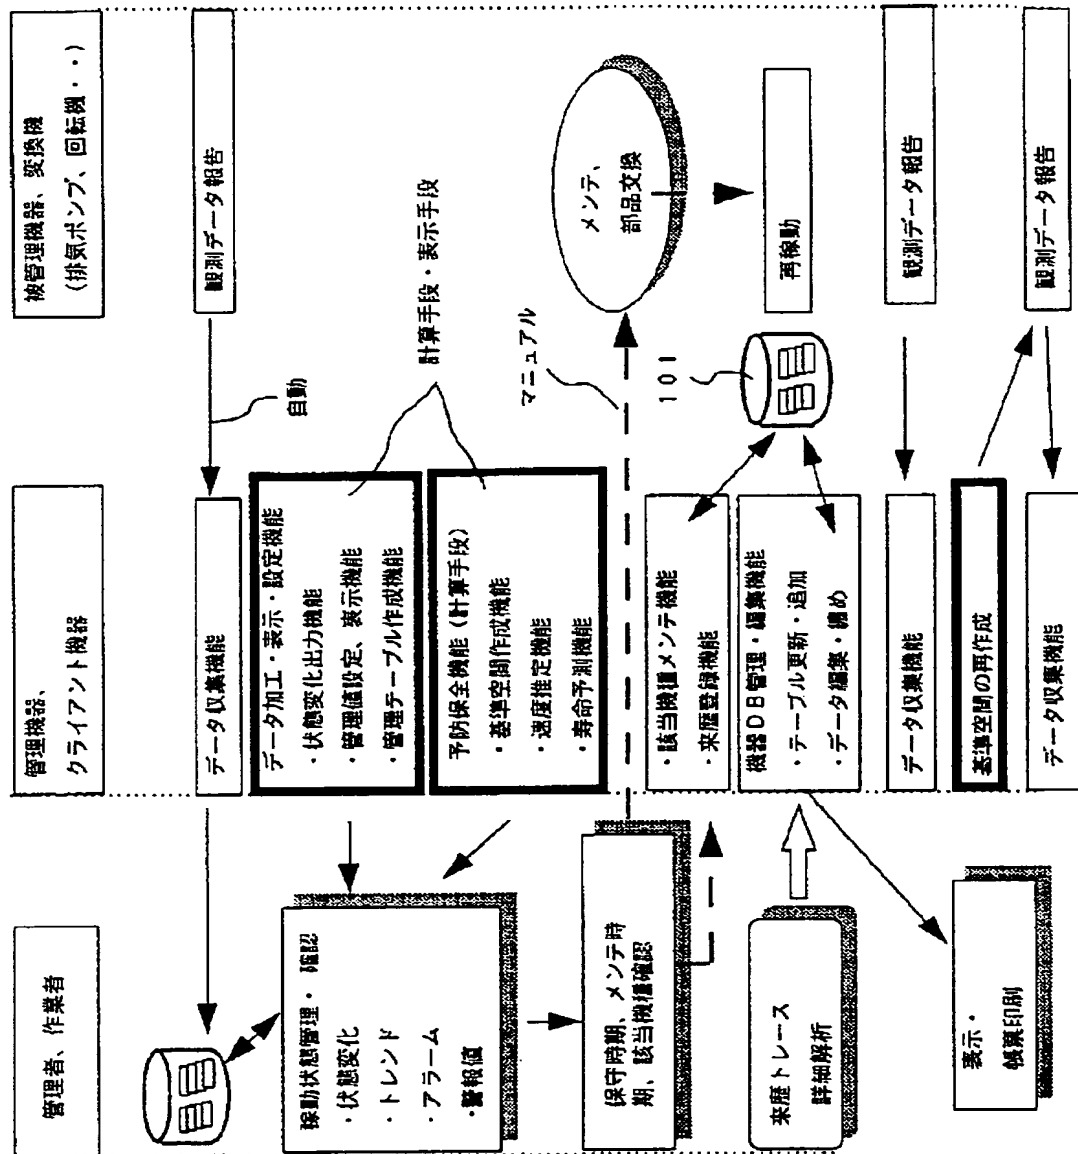 管理者、作業者
管理機器、
クライアント機器
被管理機器、変換機
(排気ポンプ、回転機・・)
データ収集機能
自動
観測データ報告
稼動状態管理・確認
・状態変化
・トレンド
・アラーム
・警報値
データ加工・表示・設定機能
・状態変化出力機能
・管理値設定、表示機能
・管理テーブル作成機能
計算手段・表示手段
予防保全機能(計算手段)
・基準空間作成機能
・速度推定機能
・寿命予測機能
保守時期、メンテ時
期、該当機種確認
マニュアル
メンテ、
部品交換
・該当機種メンテ機能
・来歴登録機能
101
再稼動
来歴トレース
詳細解析
機器DB管理・編集機能
・テーブル更新・追加
・データ編集・纏め
データ収集機能
観測データ報告
表示・
帳票印刷
基準空間の再作成
データ収集機能
観測データ報告